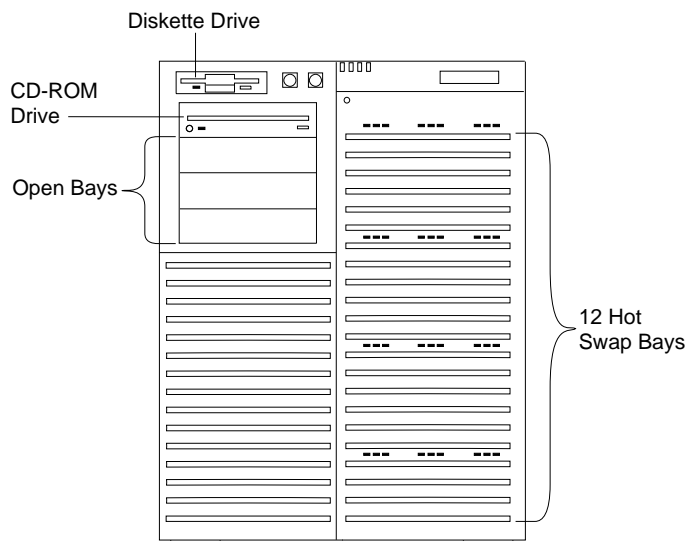 Diskette Drive
CD-ROM
Drive
Open Bays
12 Hot
Swap Bays